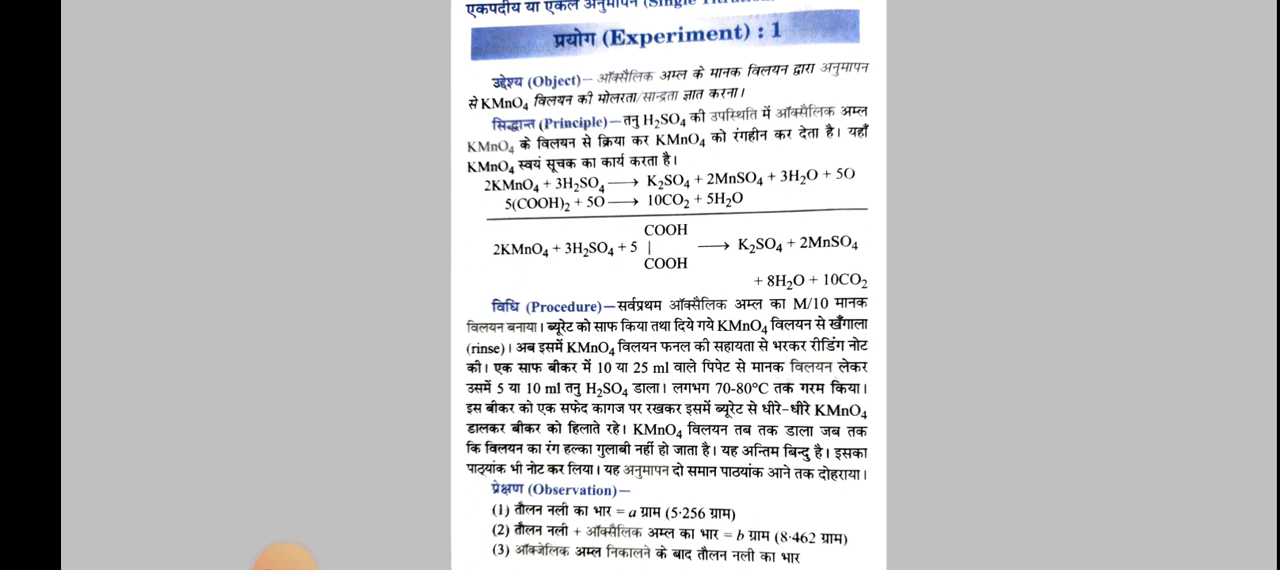 एकपदीय या एकल अनुमापन (Single Titration)
प्रयोग (Experiment) : 1
उद्देश्य (Object)– ऑक्सैलिक अम्ल के मानक विलयन द्वारा अनुमापन
से KMnO₄ विलयन की मोलरता/सान्द्रता ज्ञात करना।
सिद्धान्त (Principle)–तनु H₂SO₄ की उपस्थिति में ऑक्सैलिक अम्ल
KMnO₄ के विलयन से क्रिया कर KMnO₄ को रंगहीन कर देता है। यहाँ
KMnO₄ स्वयं सूचक का कार्य करता है।
2KMnO₄ + 3H₂SO₄ ⟶ K₂SO₄ + 2MnSO₄ + 3H₂O + 5O
5(COOH)₂ + 5O ⟶ 10CO₂ + 5H₂O
COOH
2KMnO₄ + 3H₂SO₄ + 5 | ⟶ K₂SO₄ + 2MnSO₄
COOH
+ 8H₂O + 10CO₂
विधि (Procedure)–सर्वप्रथम ऑक्सैलिक अम्ल का M/10 मानक
विलयन बनाया। ब्यूरेट को साफ किया तथा दिये गये KMnO₄ विलयन से खँगाला
(rinse)। अब इसमें KMnO₄ विलयन फनल की सहायता से भरकर रीडिंग नोट
की। एक साफ बीकर में 10 या 25 ml वाले पिपेट से मानक विलयन लेकर
उसमें 5 या 10 ml तनु H₂SO₄ डाला। लगभग 70-80°C तक गरम किया।
इस बीकर को एक सफेद कागज पर रखकर इसमें ब्यूरेट से धीरे-धीरे KMnO₄
डालकर बीकर को हिलाते रहे। KMnO₄ विलयन तब तक डाला जब तक
कि विलयन का रंग हल्का गुलाबी नहीं हो जाता है। यह अन्तिम बिन्दु है। इसका
पाठ्यांक भी नोट कर लिया। यह अनुमापन दो समान पाठयांक आने तक दोहराया।
प्रेक्षण (Observation)–
(1) तौलन नली का भार = a ग्राम (5·256 ग्राम)
(2) तौलन नली + ऑक्सैलिक अम्ल का भार = b ग्राम (8·462 ग्राम)
(3) ऑक्जेलिक अम्ल निकालने के बाद तौलन नली का भार